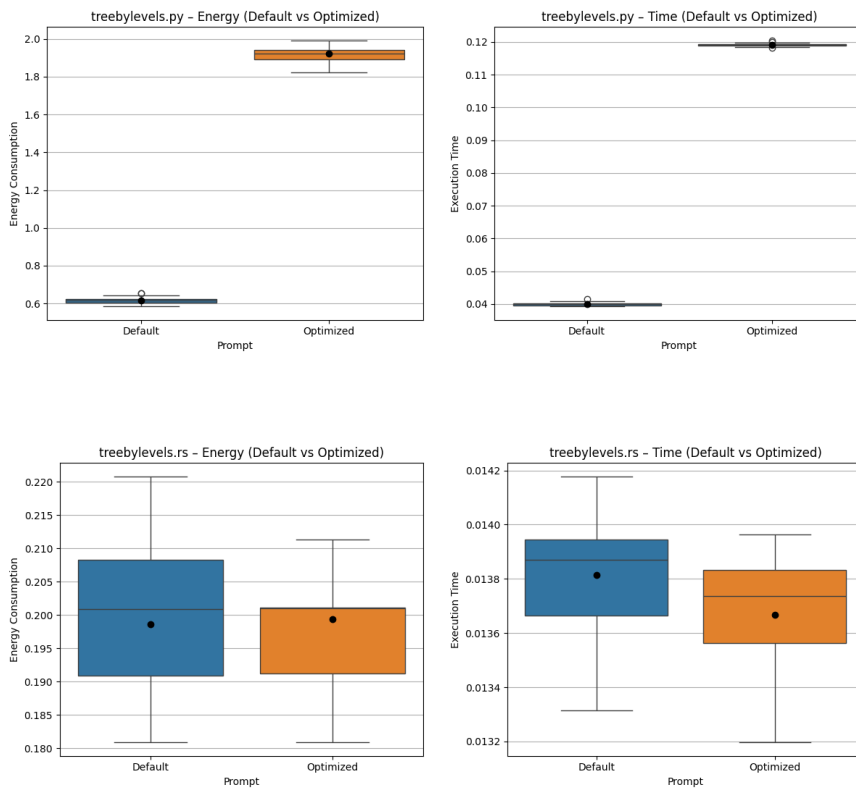 treebylevels.py – Energy (Default vs Optimized)
2.0
1.8
1.6
1.4
1.2
1.0
0.8
0.6
Energy Consumption
Default
Optimized
Prompt
treebylevels.py – Time (Default vs Optimized)
0.12
0.11
0.10
0.09
0.08
0.07
0.06
0.05
0.04
Execution Time
Default
Optimized
Prompt
treebylevels.rs – Energy (Default vs Optimized)
0.220
0.215
0.210
0.205
0.200
0.195
0.190
0.185
0.180
Energy Consumption
Default
Optimized
Prompt
treebylevels.rs – Time (Default vs Optimized)
0.0142
0.0140
0.0138
0.0136
0.0134
0.0132
Execution Time
Default
Optimized
Prompt